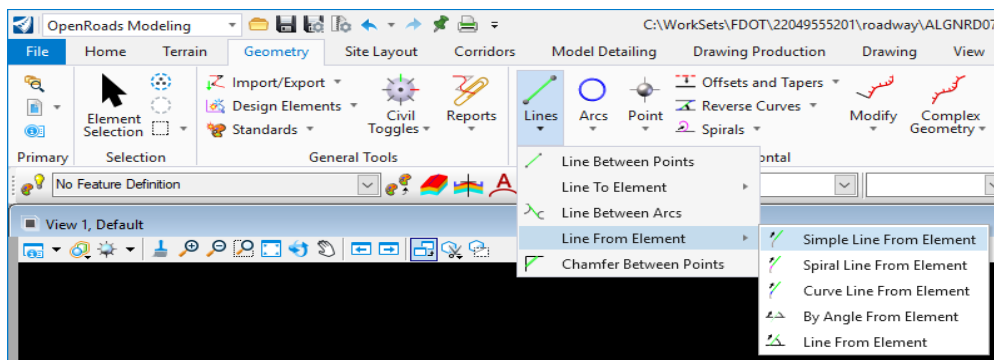 OpenRoads Modeling C:\WorkSets\FDOT\22049555201\roadway\ALGNRD07
File Home Terrain Geometry Site Layout Corridors Model Detailing Drawing Production Drawing View
Import/Export Offsets and Tapers
Element Selection Design Elements Civil Toggles Reports Lines Arcs Point Reverse Curves Modify Complex Geometry
Standards Spirals
Primary Selection General Tools ontal
No Feature Definition
Line Between Points
Line To Element
View 1, Default
Line Between Arcs
Line From Element
Simple Line From Element
Chamfer Between Points
Spiral Line From Element
Curve Line From Element
By Angle From Element
Line From Element